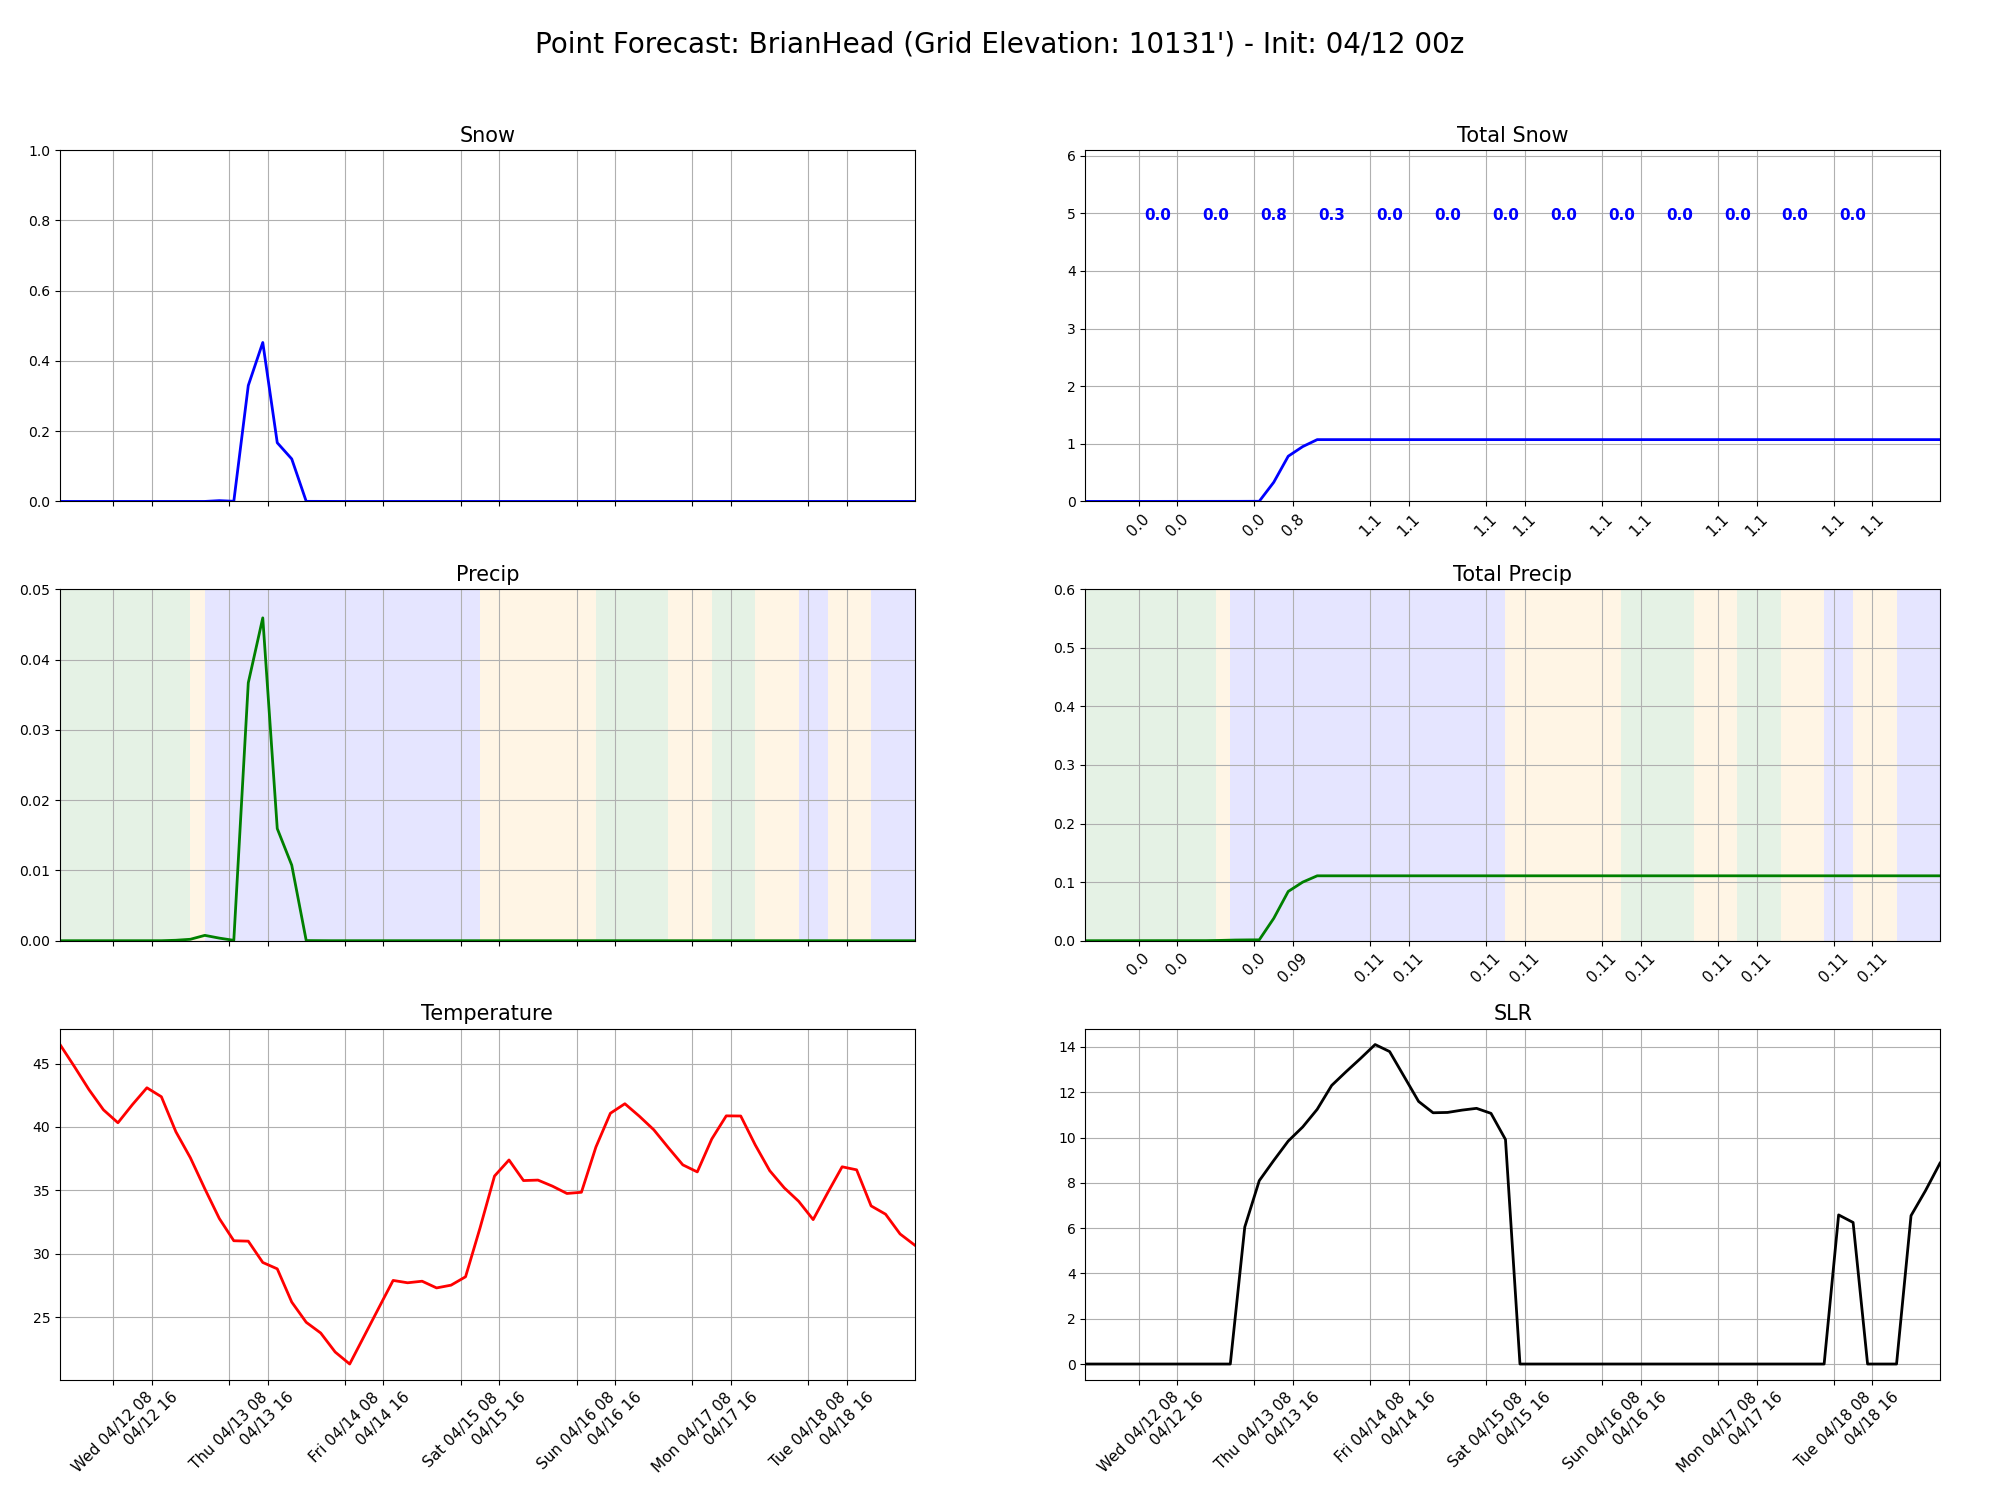 Point Forecast: BrianHead (Grid Elevation: 10131') - Init: 04/12 00z
Snow
1.0
0.8
0.6
0.4
0.2
0.0
Total Snow
6
5
4
3
2
1
0
0.0 0.0 0.8 0.3 0.0 0.0 0.0 0.0 0.0 0.0 0.0 0.0 0.0
0.0 0.0 0.0 0.8 1.1 1.1 1.1 1.1 1.1 1.1 1.1 1.1 1.1 1.1
Precip
0.05
0.04
0.03
0.02
0.01
0.00
Total Precip
0.6
0.5
0.4
0.3
0.2
0.1
0.0
0.0 0.0 0.0 0.09 0.11 0.11 0.11 0.11 0.11 0.11 0.11 0.11 0.11 0.11
Temperature
45
40
35
30
25
Wed 04/12 08
04/12 16
Thu 04/13 08
04/13 16
Fri 04/14 08
04/14 16
Sat 04/15 08
04/15 16
Sun 04/16 08
04/16 16
Mon 04/17 08
04/17 16
Tue 04/18 08
04/18 16
SLR
14
12
10
8
6
4
2
0
Wed 04/12 08
04/12 16
Thu 04/13 08
04/13 16
Fri 04/14 08
04/14 16
Sat 04/15 08
04/15 16
Sun 04/16 08
04/16 16
Mon 04/17 08
04/17 16
Tue 04/18 08
04/18 16